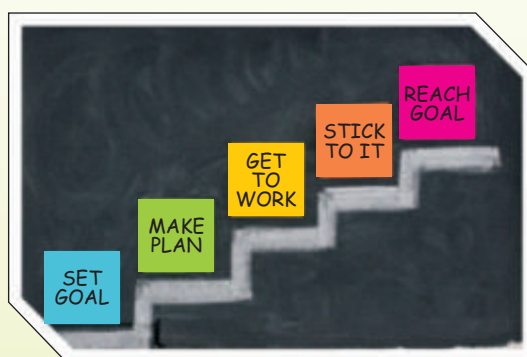 SET
GOAL
MAKE
PLAN
GET
TO
WORK
STICK
TO IT
REACH
GOAL